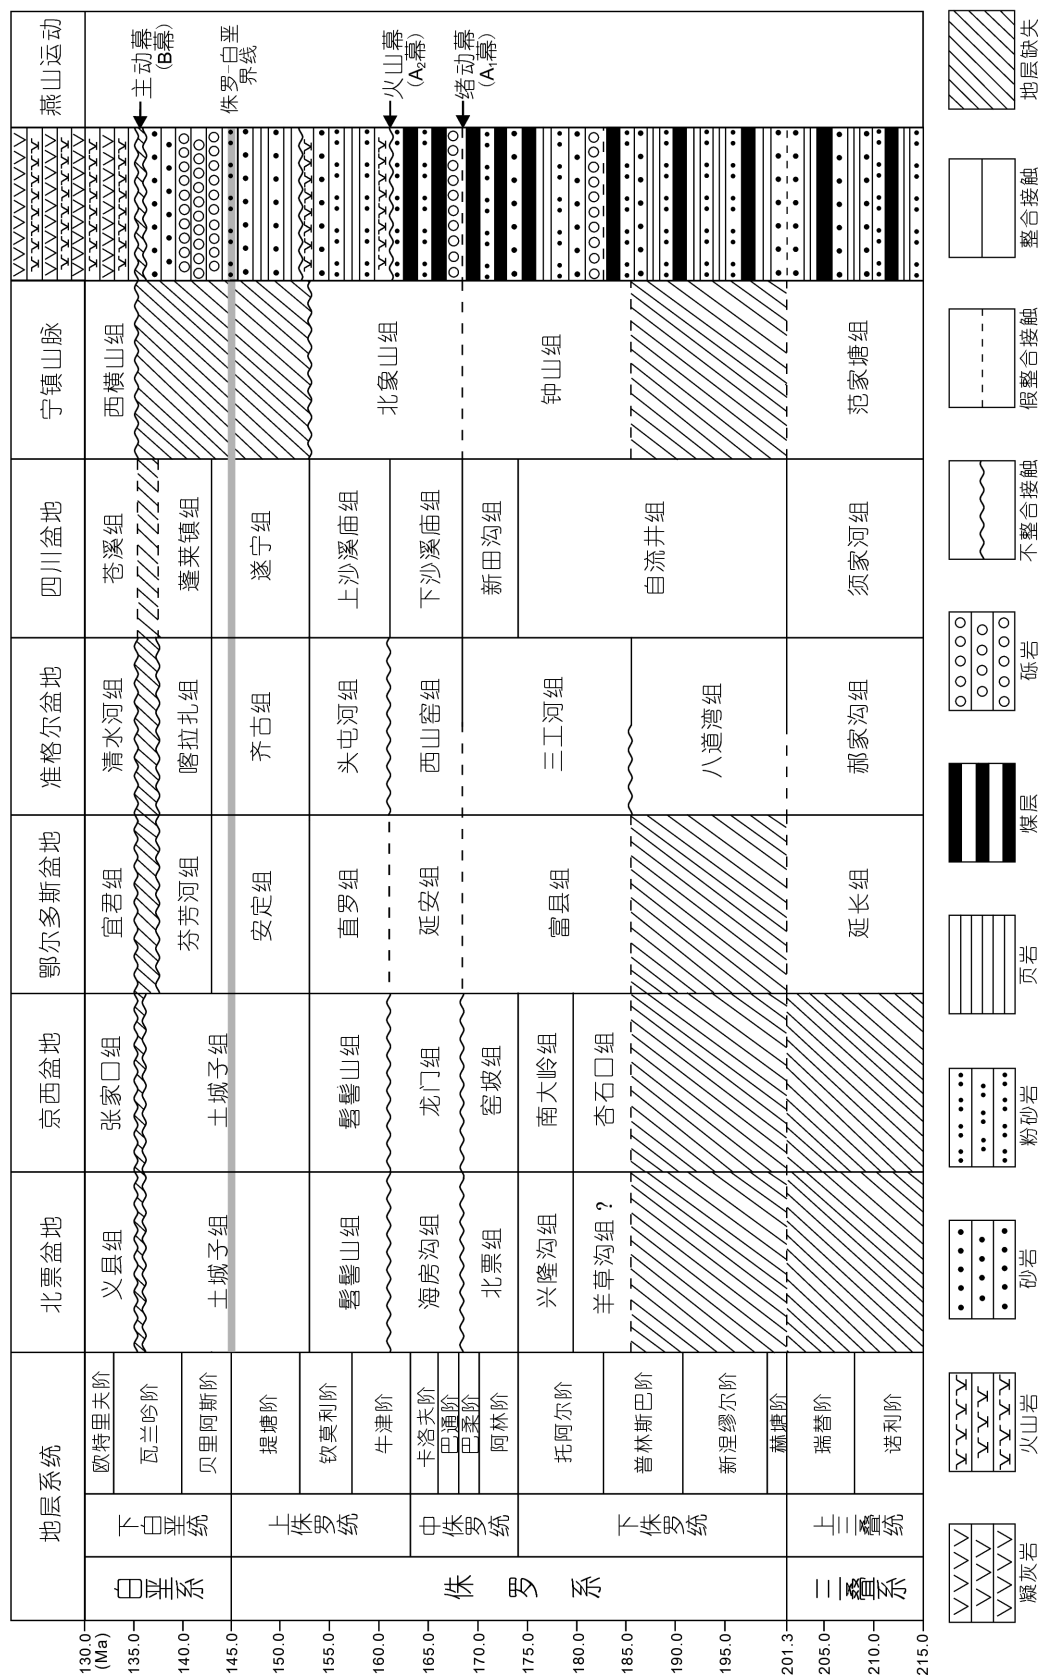 地层系统
北票盆地
京西盆地
鄂尔多斯盆地
准格尔盆地
四川盆地
宁镇山脉
燕山运动
130.0
(Ma)
135.0
140.0
145.0
150.0
155.0
160.0
165.0
170.0
175.0
180.0
185.0
190.0
195.0
201.3
205.0
210.0
215.0
白垩系
侏罗系
三叠系
下白垩统
上侏罗统
中侏罗统
下侏罗统
上三叠统
欧特里夫阶
瓦兰吟阶
贝里阿斯阶
提塘阶
钦莫利阶
牛津阶
卡洛夫阶
巴通阶
巴柔阶
阿林阶
托阿尔阶
普林斯巴阶
新涅缪尔阶
赫塘阶
瑞替阶
诺利阶
义县组
土城子组
髫髻山组
海房沟组
北票组
兴隆沟组
羊草沟组?
张家口组
土城子组
髫髻山组
龙门组
窑坡组
南大岭组
杏石口组
宜君组
芬芳河组
安定组
直罗组
延安组
富县组
延长组
清水河组
喀拉扎组
齐古组
头屯河组
西山窑组
三工河组
八道湾组
郝家沟组
苍溪组
蓬莱镇组
遂宁组
上沙溪庙组
下沙溪庙组
新田沟组
自流井组
须家河组
西横山组
北象山组
钟山组
范家塘组
主动幕
(B幕)
侏罗-白垩
界线
火山幕
(A₂幕)
绪动幕
(A₁幕)
凝灰岩
火山岩
砂岩
粉砂岩
页岩
煤层
砾岩
不整合接触
假整合接触
整合接触
地层缺失